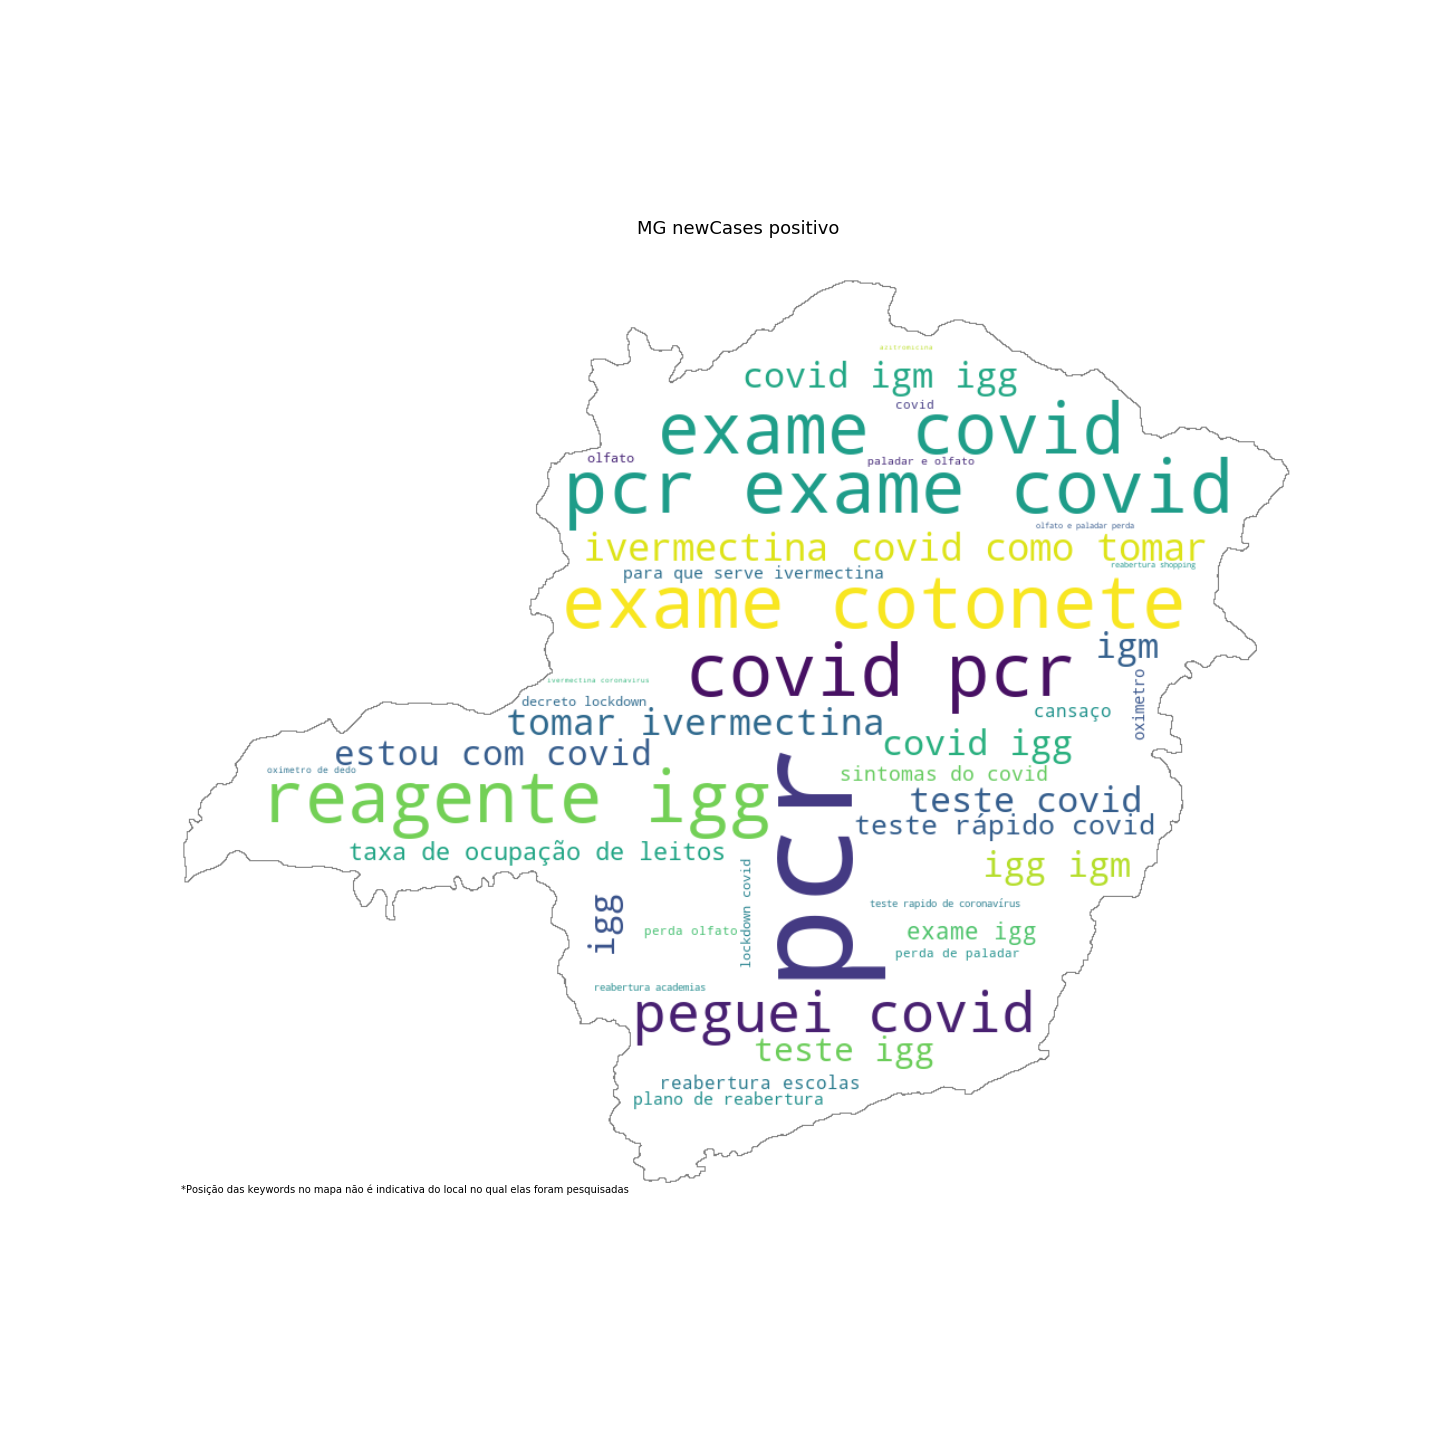 MG newCases positivo
azitromicina
covid igm igg
covid
exame covid
olfato
paladar e olfato
pcr exame covid
olfato e paladar perda
ivermectina covid como tomar
reabertura shopping
para que serve ivermectina
exame cotonete
igm
covid pcr
ivermectina coronavirus
oximetro
decreto lockdown
cansaço
tomar ivermectina
covid igg
estou com covid
oximetro de dedo
sintomas do covid
reagente igg
pcr
teste covid
teste rápido covid
taxa de ocupação de leitos
igg igm
lockdown covid
igg
teste rapido de coronavírus
perda olfato
exame igg
perda de paladar
reabertura academias
peguei covid
teste igg
reabertura escolas
plano de reabertura
*Posição das keywords no mapa não é indicativa do local no qual elas foram pesquisadas